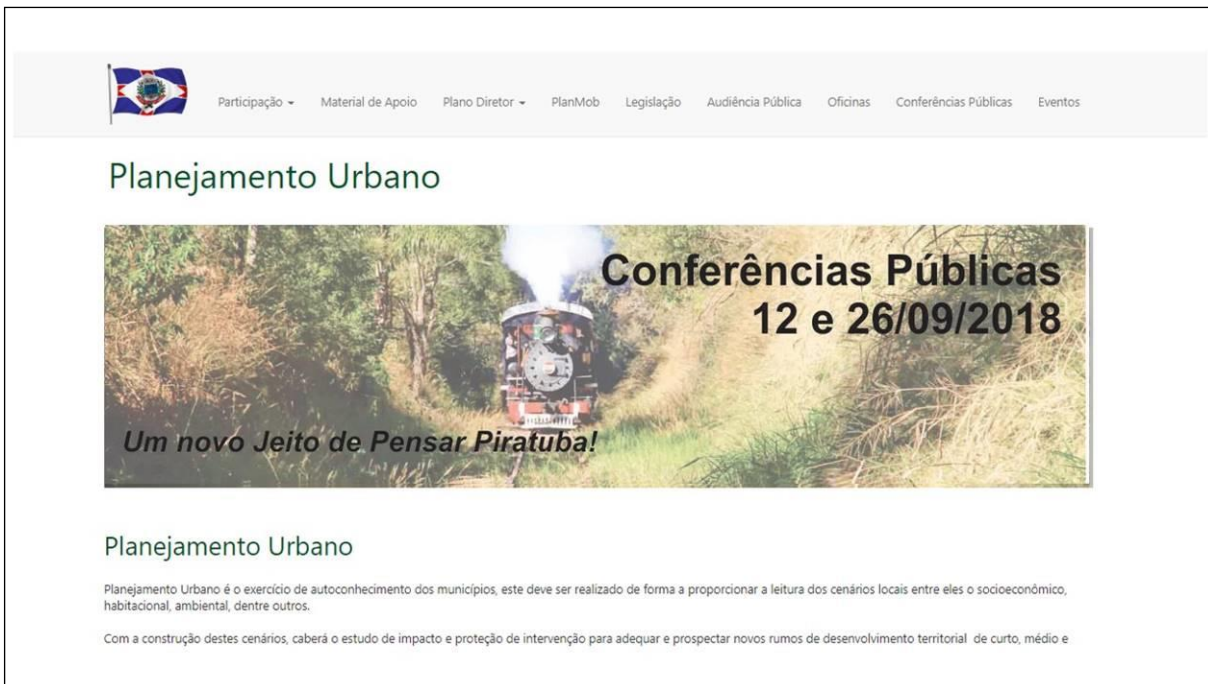 Participação
Material de Apoio
Plano Diretor
PlanMob
Legislação
Audiência Pública
Oficinas
Conferências Públicas
Eventos
Planejamento Urbano
Conferências Públicas
12 e 26/09/2018
Um novo Jeito de Pensar Piratuba!
Planejamento Urbano
Planejamento Urbano é o exercício de autoconhecimento dos municípios, este deve ser realizado de forma a proporcionar a leitura dos cenários locais entre eles o socioeconômico,
habitacional, ambiental, dentre outros.
Com a construção destes cenários, caberá o estudo de impacto e proteção de intervenção para adequar e prospectar novos rumos de desenvolvimento territorial de curto, médio e